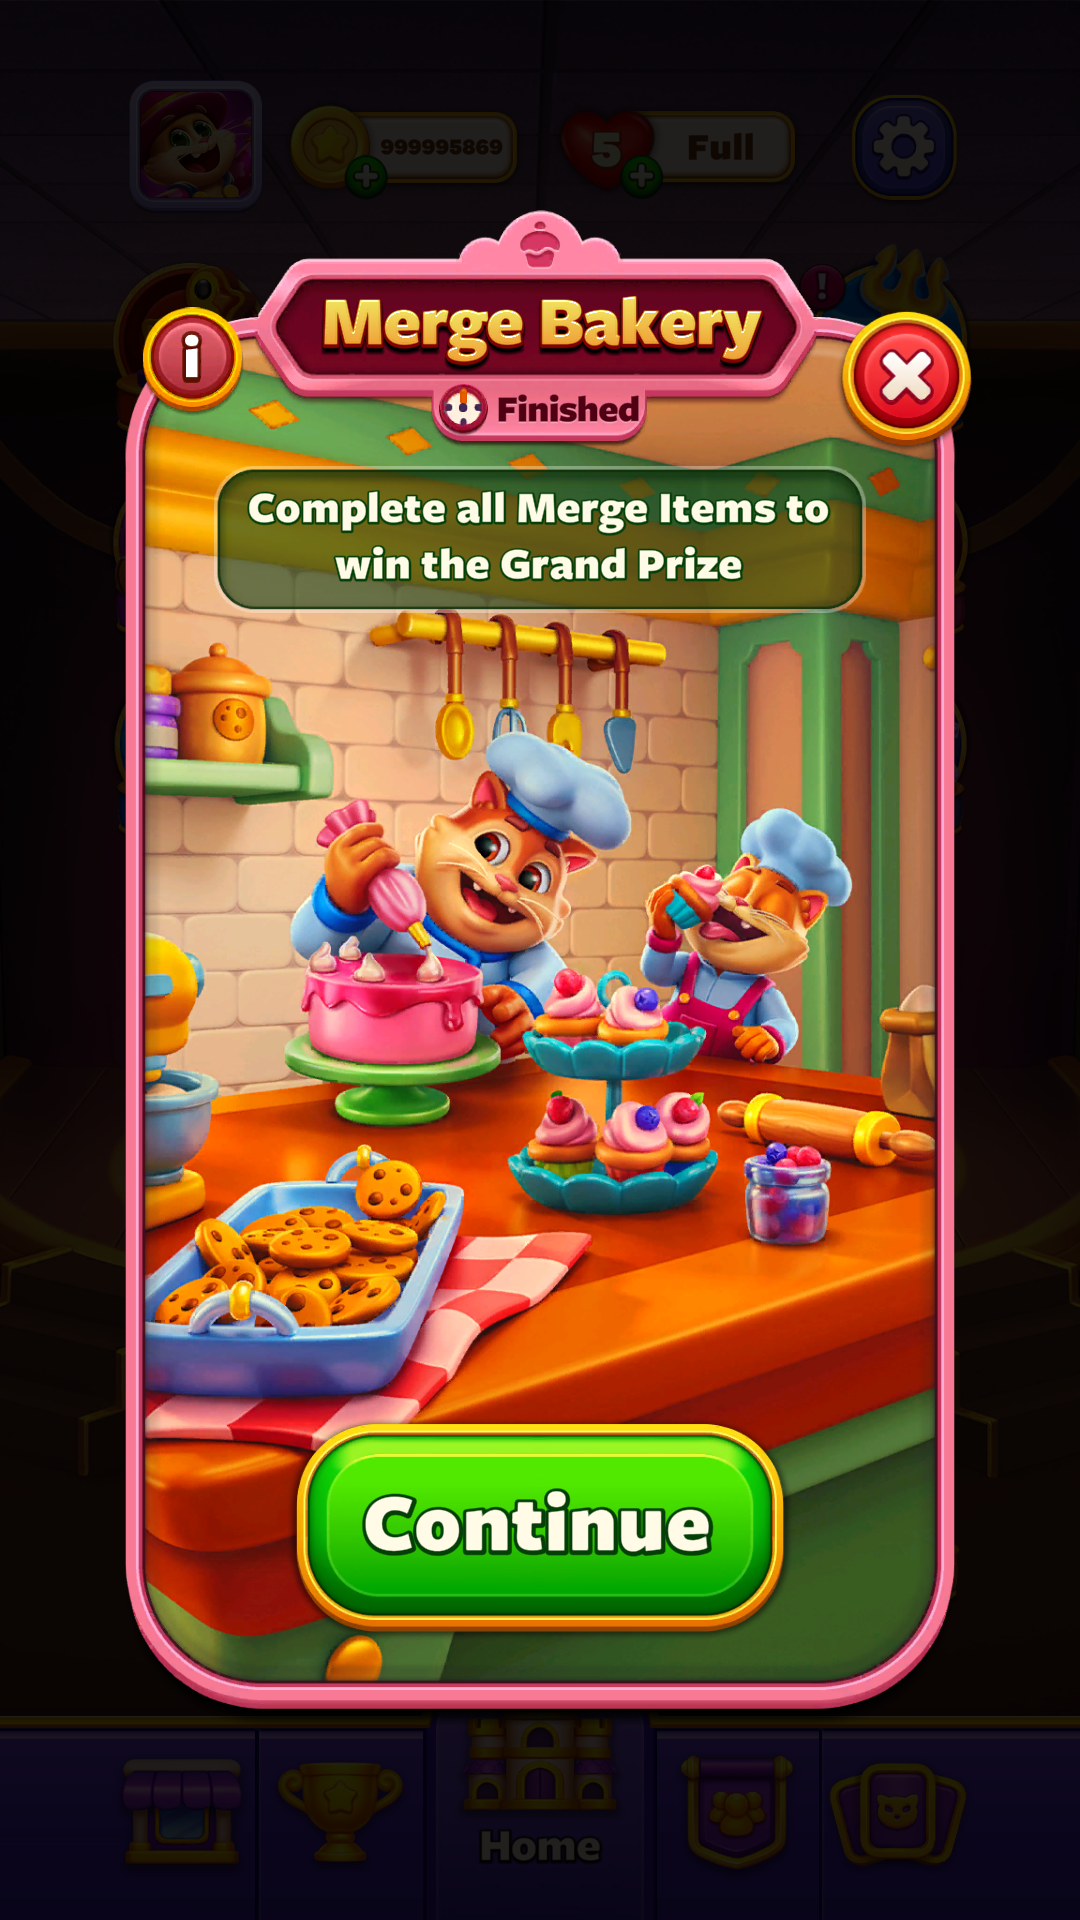 999995869
5
Full
!
i
Merge Bakery
Finished
Complete all Merge Items to
win the Grand Prize
Continue
Home